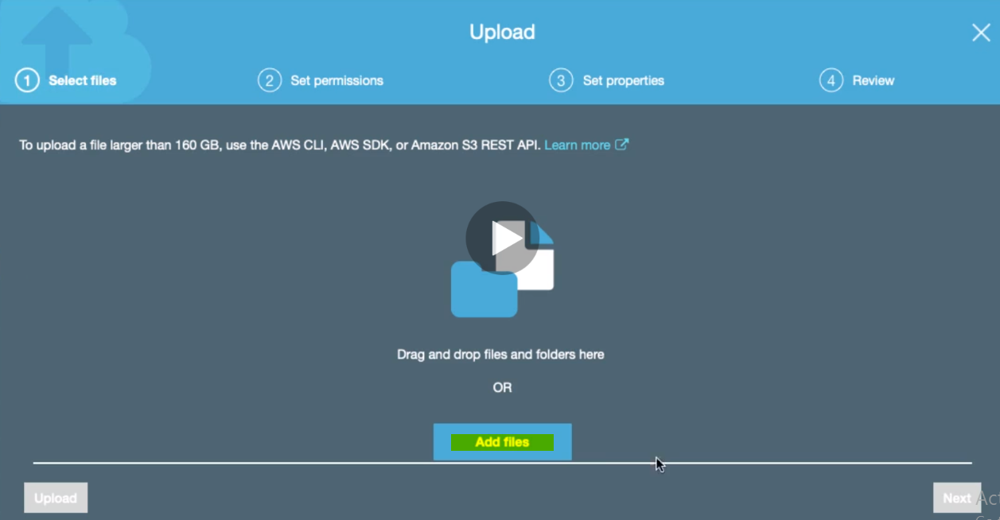 Upload
1 Select files
2 Set permissions
3 Set properties
4 Review
To upload a file larger than 160 GB, use the AWS CLI, AWS SDK, or Amazon S3 REST API. Learn more
Drag and drop files and folders here
OR
Add files
Upload
Next